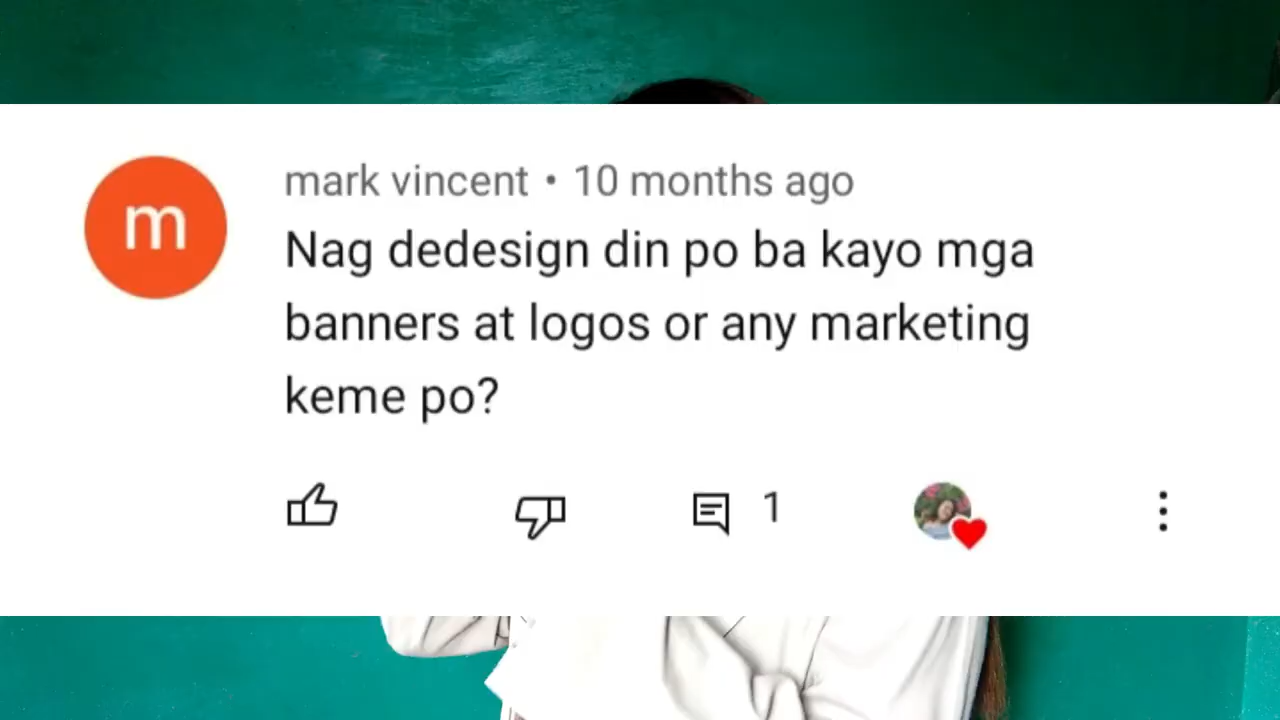 m
mark vincent • 10 months ago
Nag dedesign din po ba kayo mga
banners at logos or any marketing
keme po?
1